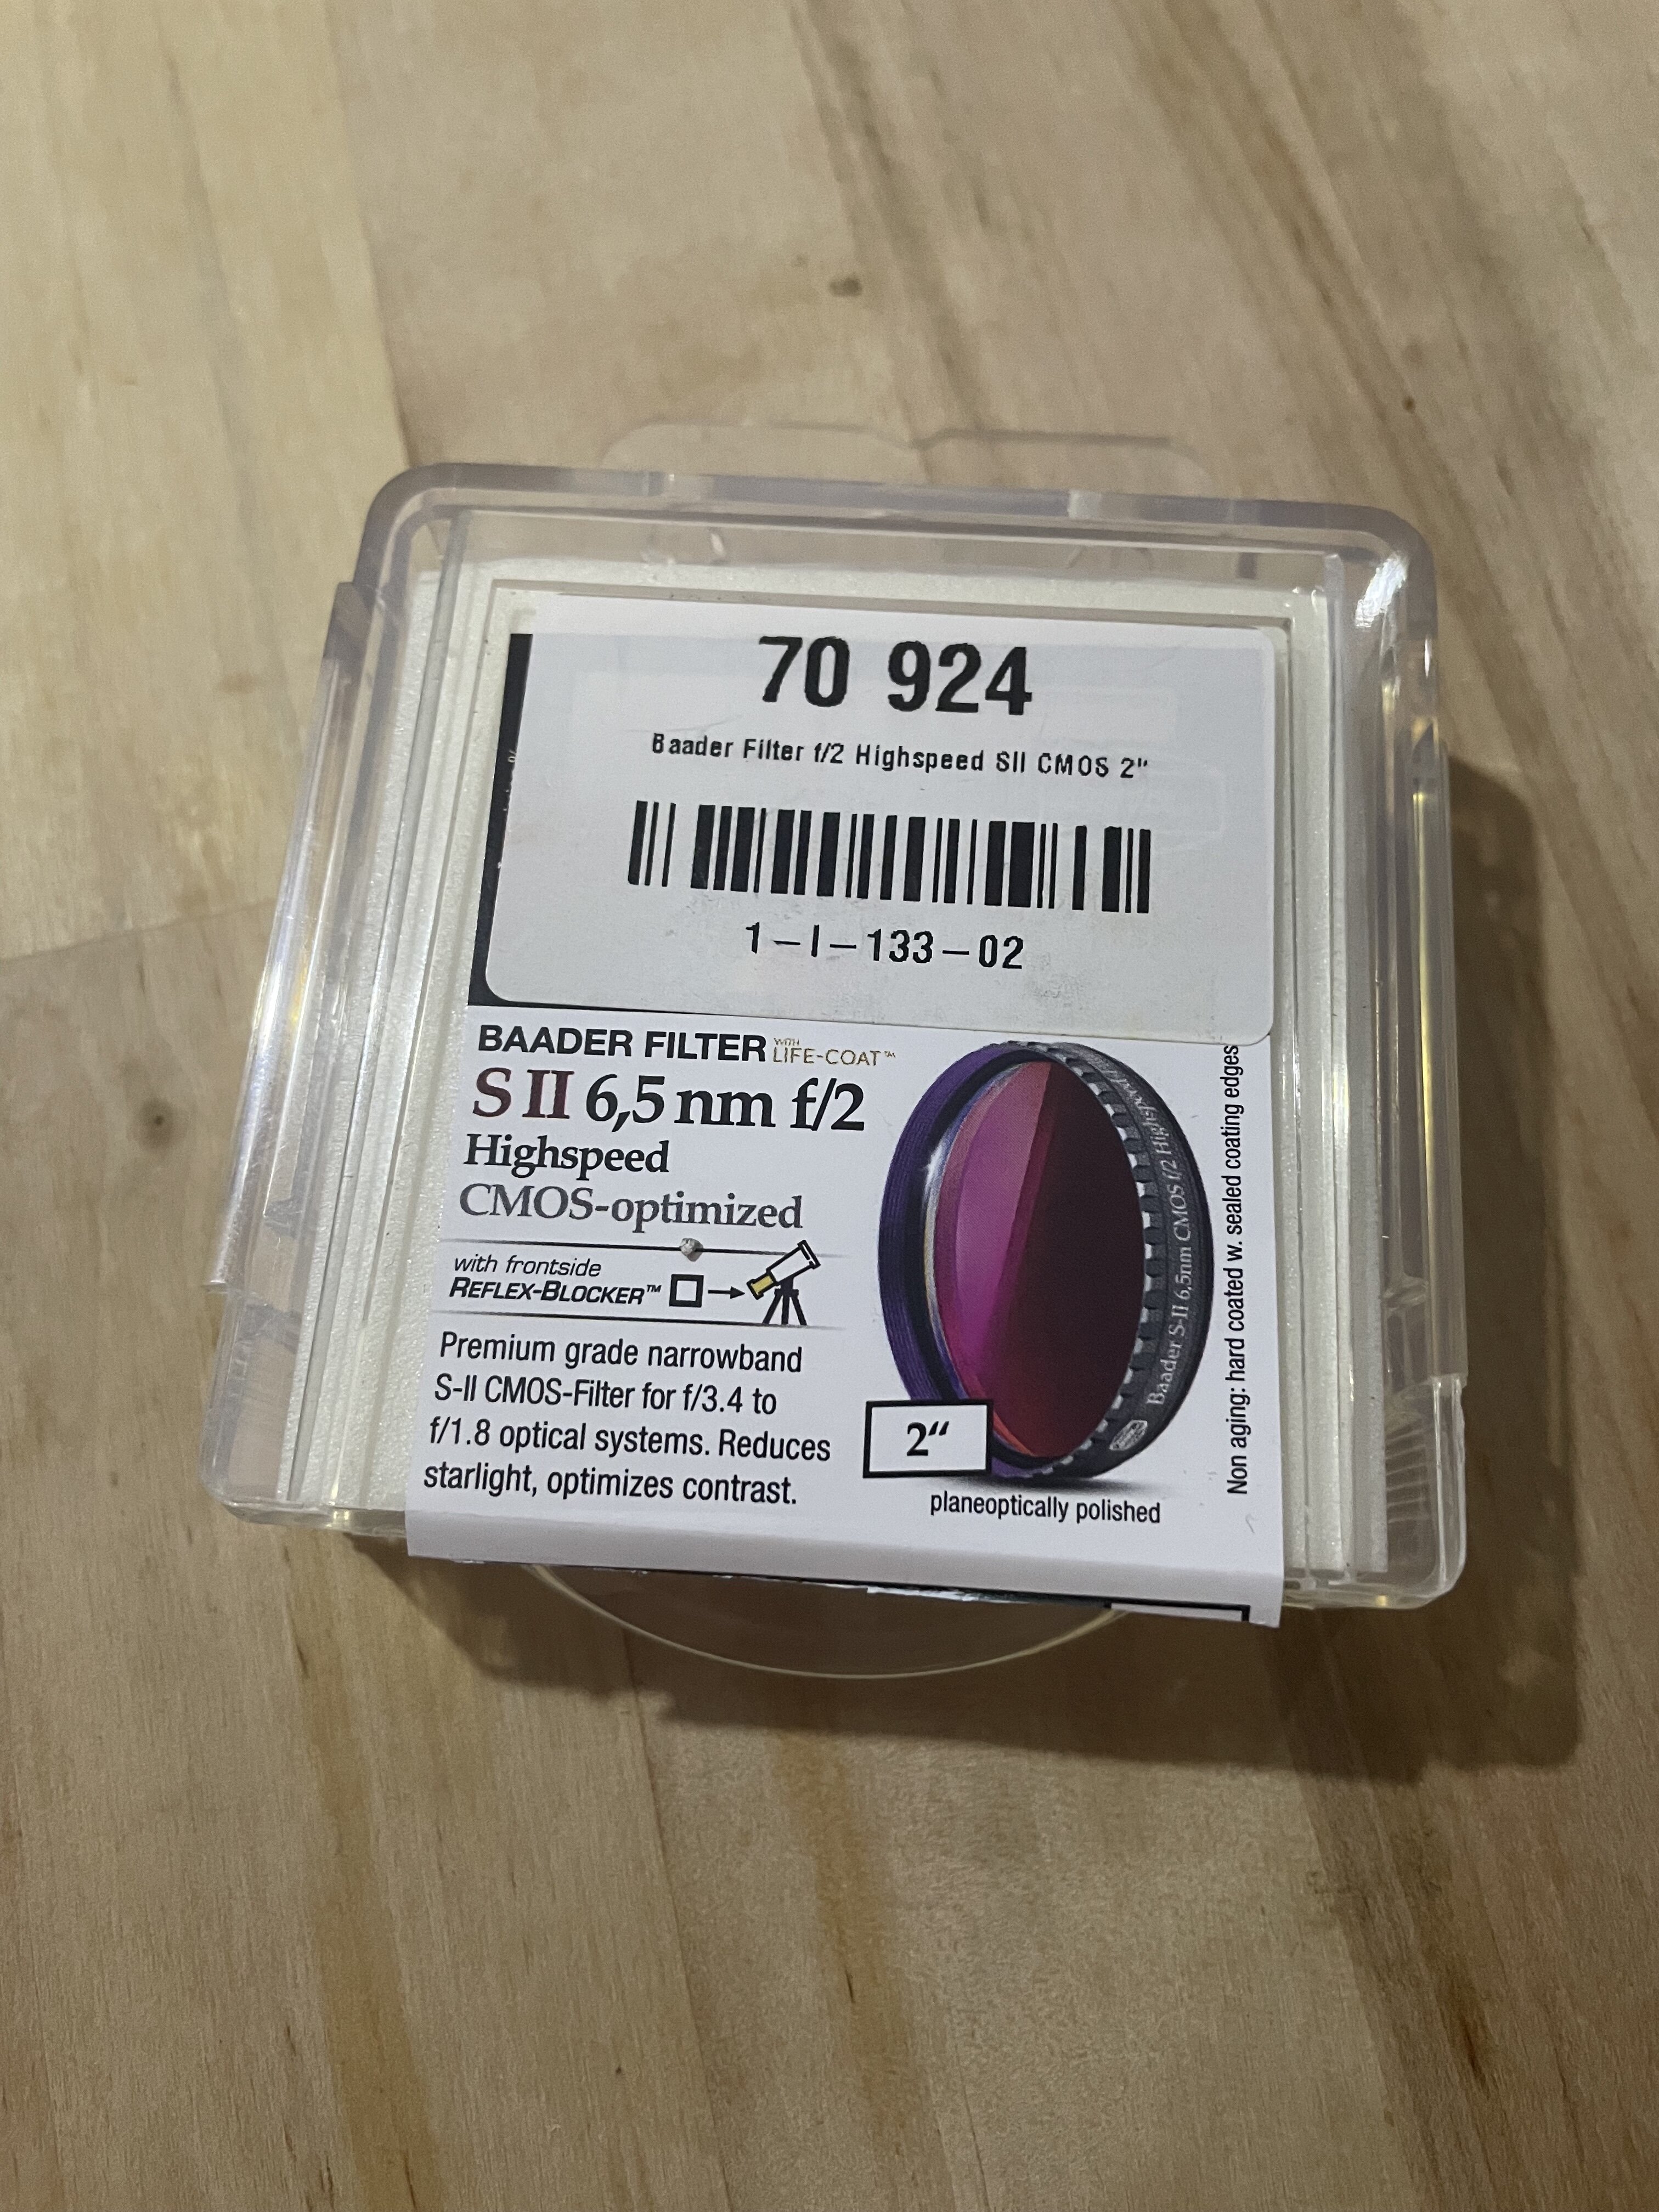 70 924
Baader Filter f/2 Highspeed SII CMOS 2"
1-I-133-02
BAADER FILTER WITH LIFE-COAT™
S II 6,5 nm f/2
Highspeed
CMOS-optimized
with frontside
REFLEX-BLOCKER™
Premium grade narrowband
S-II CMOS-Filter for f/3.4 to
f/1.8 optical systems. Reduces
starlight, optimizes contrast.
Baader S-II 6,5nm CMOS f/2 Highspeed
2“
planeoptically polished
Non aging: hard coated w. sealed coating edges